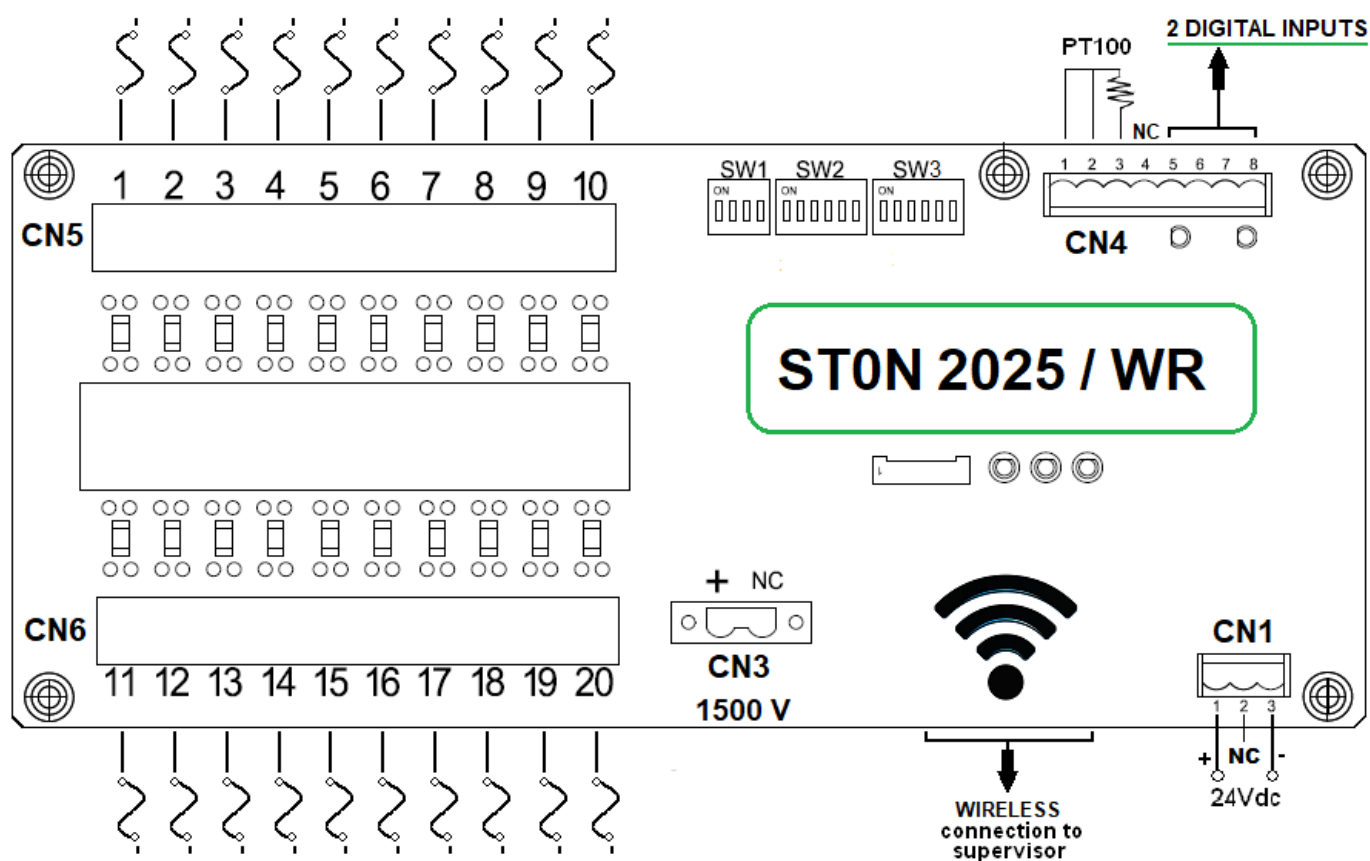 2 DIGITAL INPUTS
PT100
NC
1 2 3 4 5 6 7 8
1 2 3 4 5 6 7 8 9 10
SW1 SW2 SW3
ON ON ON
CN5
CN4
ST0N 2025 / WR
1
+ NC
CN6
CN3
CN1
11 12 13 14 15 16 17 18 19 20
1500 V
1 2 3
+ NC -
24Vdc
WIRELESS
connection to
supervisor